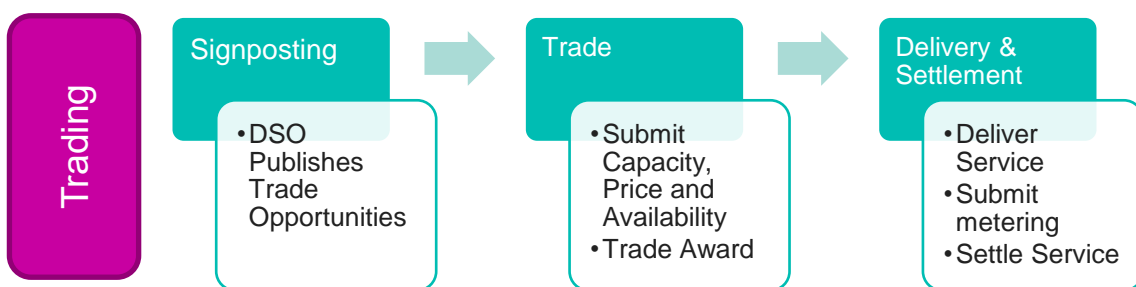 Trading
Signposting
•DSO
Publishes
Trade
Opportunities
Trade
•Submit
Capacity,
Price and
Availability
•Trade Award
Delivery &
Settlement
•Deliver
Service
•Submit
metering
•Settle Service